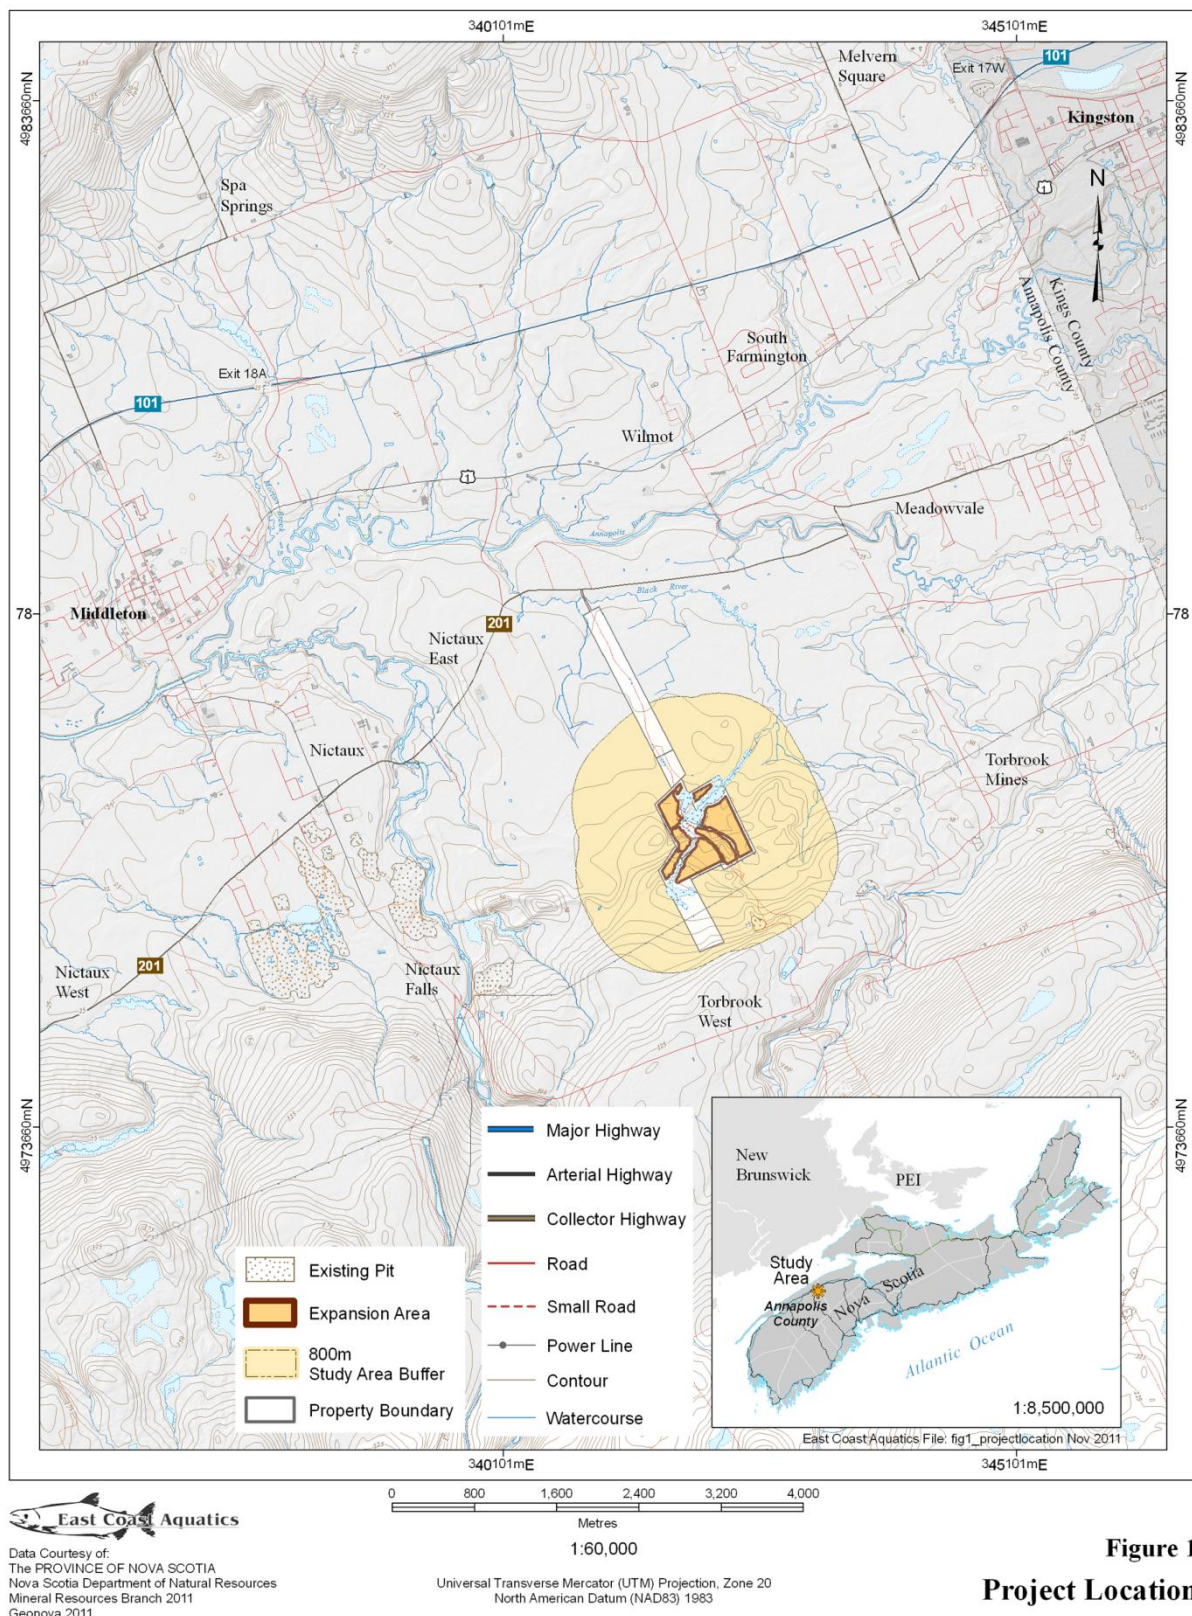 340101mE
345101mE
4983660mN
4983660mN
Melvern
Square
Exit 17W
101
Kingston
1
N
Spa
Springs
Kings County
Annapolis County
South
Farmington
Exit 18A
101
Wilmot
1
Meadowvale
Annapolis
Black River
Middleton
78
78
201
Nictaux
East
Nictaux
Torbrook
Mines
Nictaux
West
201
Nictaux
Falls
Torbrook
West
4973660mN
4973660mN
Major Highway
Arterial Highway
Collector Highway
Road
Small Road
Power Line
Contour
Watercourse
Existing Pit
Expansion Area
800m
Study Area Buffer
Property Boundary
New
Brunswick
PEI
Study
Area
Annapolis
County
Nova Scotia
Atlantic Ocean
1:8,500,000
East Coast Aquatics File: fig1_projectlocation Nov 2011
340101mE
345101mE
East Coast Aquatics
0 800 1,600 2,400 3,200 4,000
Metres
1:60,000
Data Courtesy of:
The PROVINCE OF NOVA SCOTIA
Nova Scotia Department of Natural Resources
Mineral Resources Branch 2011
Geonova 2011
Universal Transverse Mercator (UTM) Projection, Zone 20
North American Datum (NAD83) 1983
Figure 1
Project Location